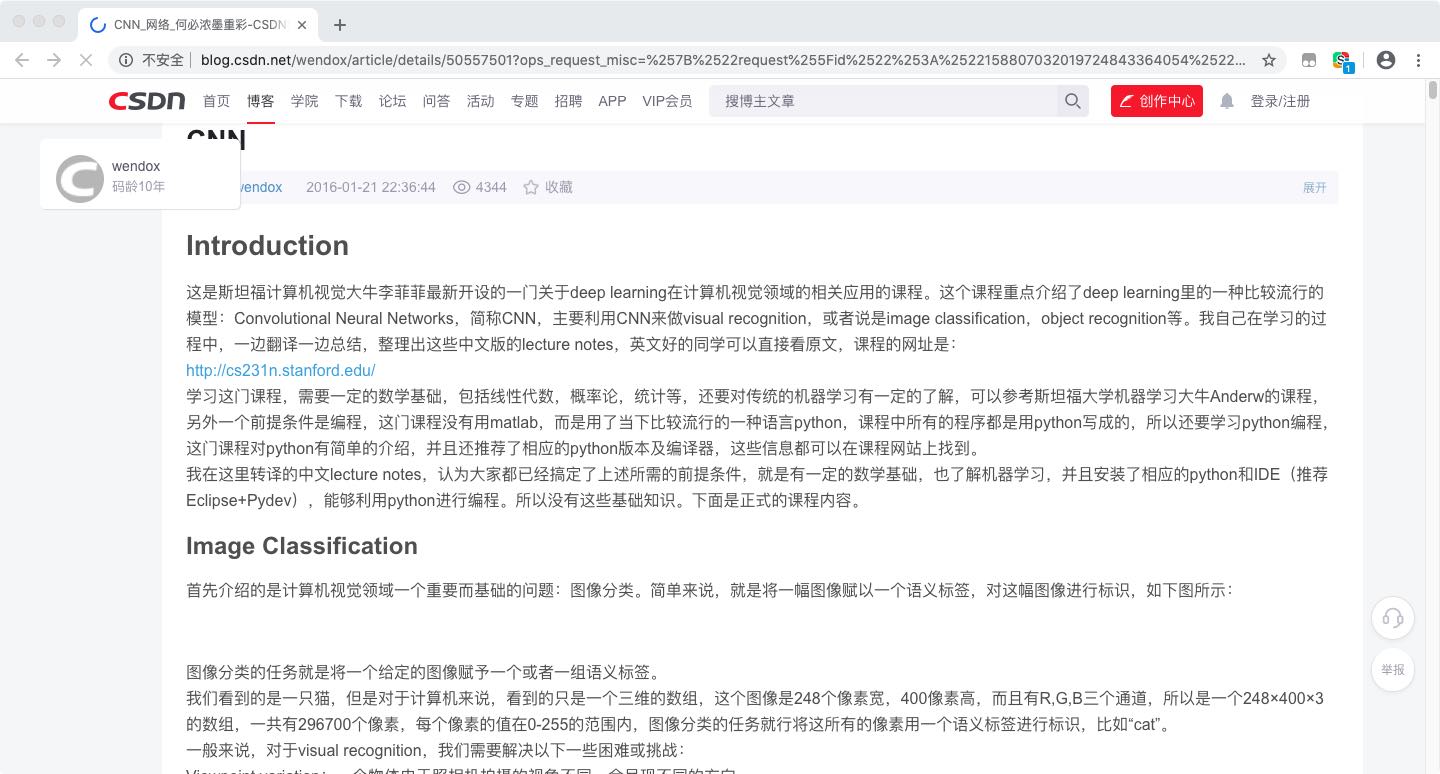 CNN_网络_何必浓墨重彩-CSDN
不安全 | blog.csdn.net/wendox/article/details/50557501?ops_request_misc=%257B%2522request%255Fid%2522%253A%2522158807032019724843364054%2522...
1
CSDN 首页 博客 学院 下载 论坛 问答 活动 专题 招聘 APP VIP会员 搜博主文章 创作中心 登录/注册
CNN
wendox
码龄10年
wendox 2016-01-21 22:36:44 4344 收藏 展开
Introduction
这是斯坦福计算机视觉大牛李菲菲最新开设的一门关于deep learning在计算机视觉领域的相关应用的课程。这个课程重点介绍了deep learning里的一种比较流行的
模型：Convolutional Neural Networks，简称CNN，主要利用CNN来做visual recognition，或者说是image classification，object recognition等。我自己在学习的过
程中，一边翻译一边总结，整理出这些中文版的lecture notes，英文好的同学可以直接看原文，课程的网址是：
http://cs231n.stanford.edu/
学习这门课程，需要一定的数学基础，包括线性代数，概率论，统计等，还要对传统的机器学习有一定的了解，可以参考斯坦福大学机器学习大牛Anderw的课程，
另外一个前提条件是编程，这门课程没有用matlab，而是用了当下比较流行的一种语言python，课程中所有的程序都是用python写成的，所以还要学习python编程，
这门课程对python有简单的介绍，并且还推荐了相应的python版本及编译器，这些信息都可以在课程网站上找到。
我在这里转译的中文lecture notes，认为大家都已经搞定了上述所需的前提条件，就是有一定的数学基础，也了解机器学习，并且安装了相应的python和IDE（推荐
Eclipse+Pydev），能够利用python进行编程。所以没有这些基础知识。下面是正式的课程内容。
Image Classification
首先介绍的是计算机视觉领域一个重要而基础的问题：图像分类。简单来说，就是将一幅图像赋以一个语义标签，对这幅图像进行标识，如下图所示：
图像分类的任务就是将一个给定的图像赋予一个或者一组语义标签。
我们看到的是一只猫，但是对于计算机来说，看到的只是一个三维的数组，这个图像是248个像素宽，400像素高，而且有R,G,B三个通道，所以是一个248×400×3
的数组，一共有296700个像素，每个像素的值在0-255的范围内，图像分类的任务就行将这所有的像素用一个语义标签进行标识，比如“cat”。
一般来说，对于visual recognition，我们需要解决以下一些困难或挑战：
举报